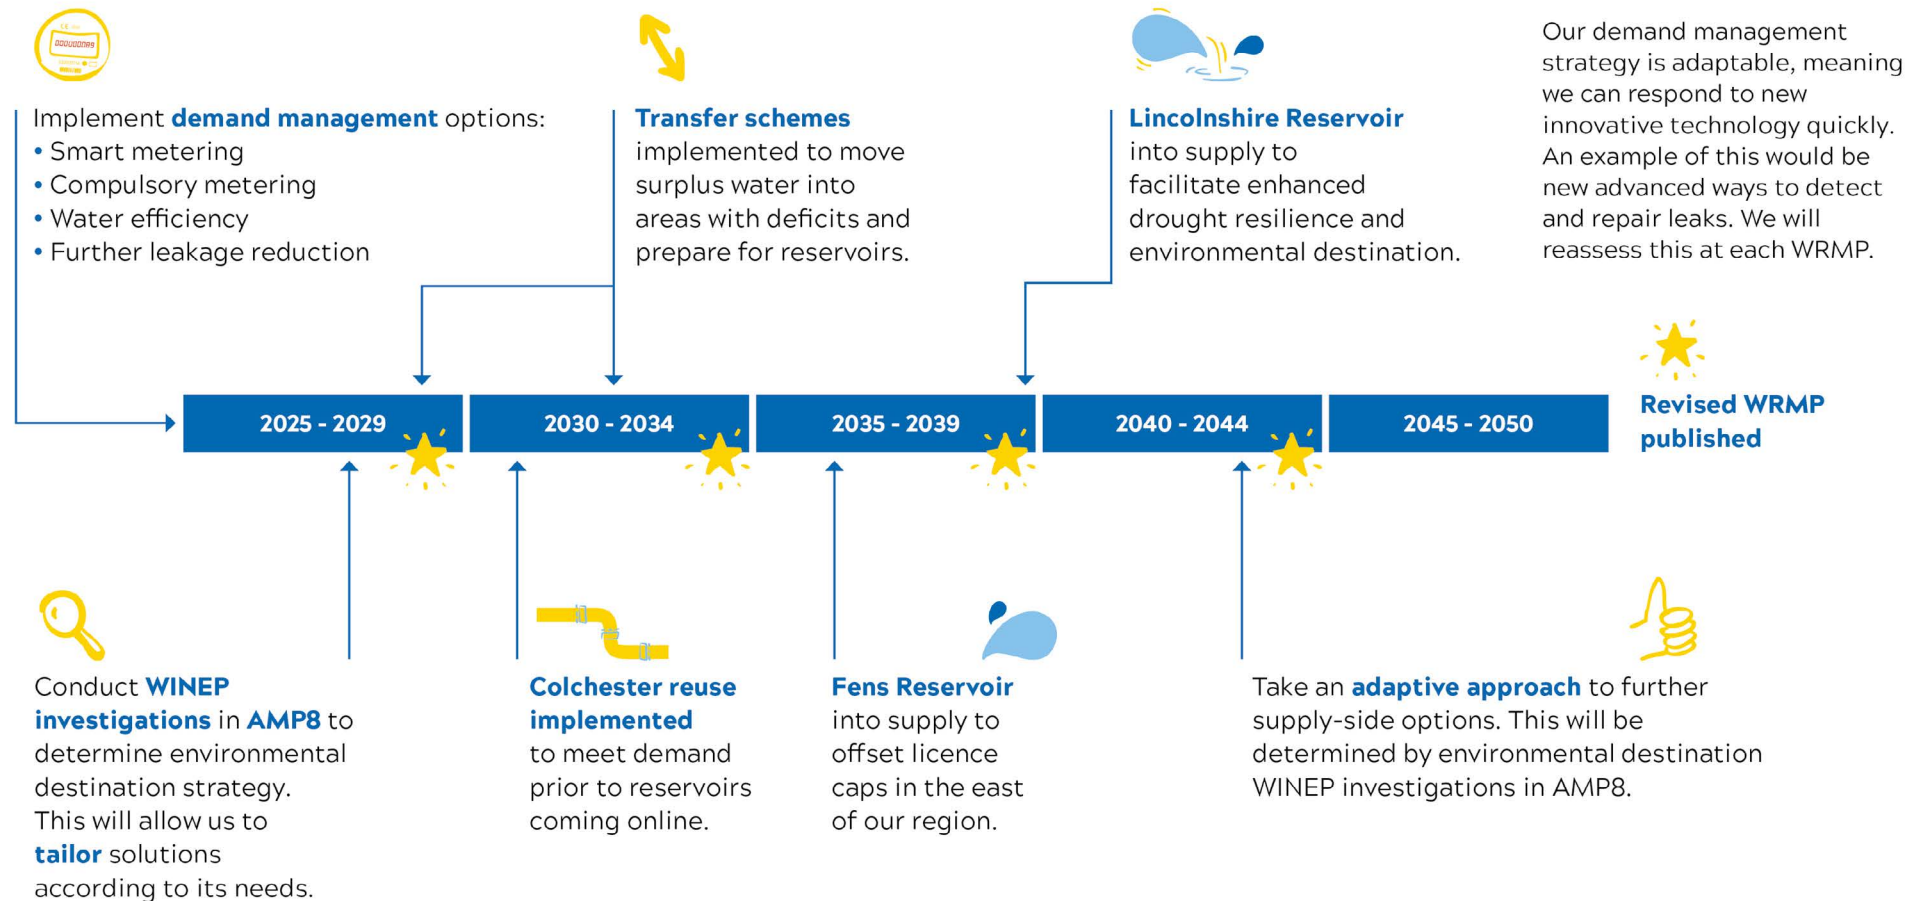 Implement demand management options:
• Smart metering
• Compulsory metering
• Water efficiency
• Further leakage reduction
Transfer schemes
implemented to move
surplus water into
areas with deficits and
prepare for reservoirs.
Lincolnshire Reservoir
into supply to
facilitate enhanced
drought resilience and
environmental destination.
Our demand management
strategy is adaptable, meaning
we can respond to new
innovative technology quickly.
An example of this would be
new advanced ways to detect
and repair leaks. We will
reassess this at each WRMP.
2025 - 2029
2030 - 2034
2035 - 2039
2040 - 2044
2045 - 2050
Revised WRMP
published
Conduct WINEP
investigations in AMP8 to
determine environmental
destination strategy.
This will allow us to
tailor solutions
according to its needs.
Colchester reuse
implemented
to meet demand
prior to reservoirs
coming online.
Fens Reservoir
into supply to
offset licence
caps in the east
of our region.
Take an adaptive approach to further
supply-side options. This will be
determined by environmental destination
WINEP investigations in AMP8.